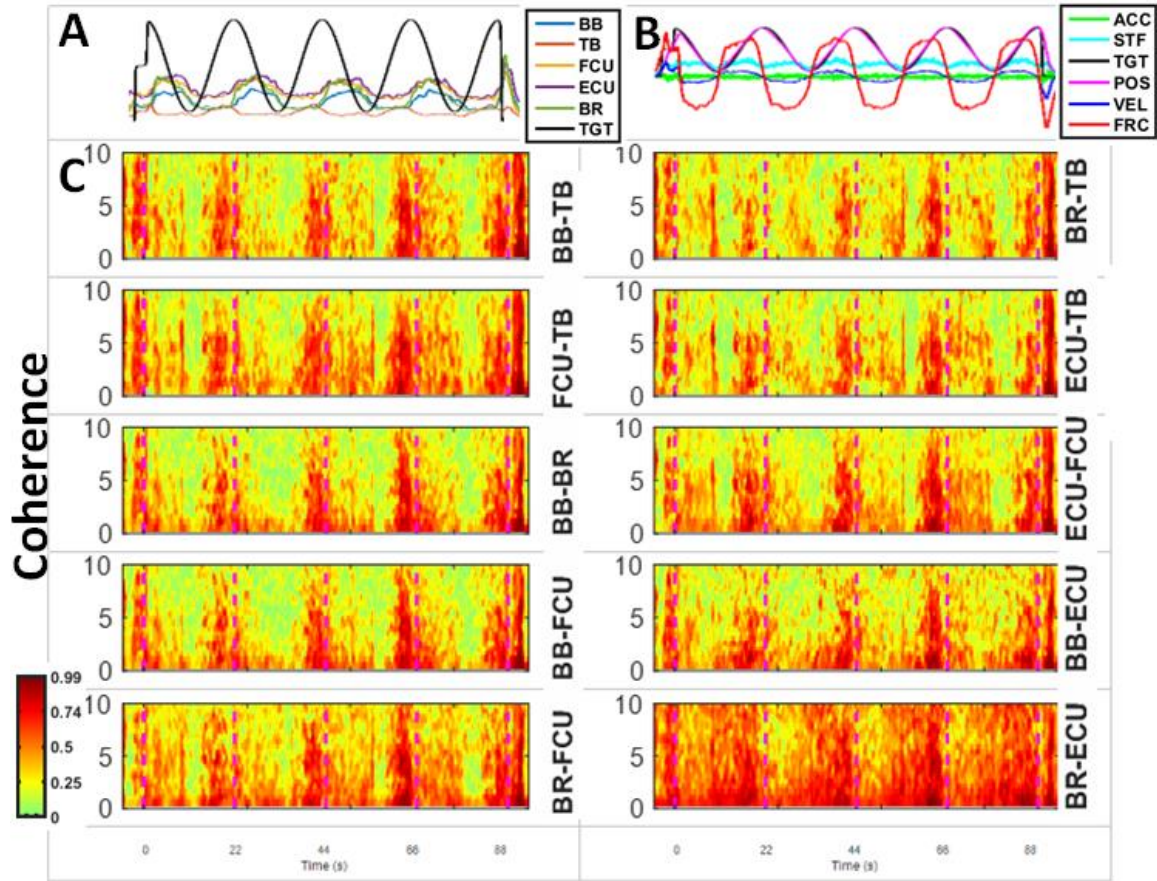 A
BB
TB
FCU
ECU
BR
TGT
B
ACC
STF
TGT
POS
VEL
FRC
C
Coherence
10
5
0
BB-TB
10
5
0
BR-TB
10
5
0
FCU-TB
10
5
0
ECU-TB
10
5
0
BB-BR
10
5
0
ECU-FCU
10
5
0
BB-FCU
10
5
0
BB-ECU
0.99
0.74
0.5
0.25
0
10
5
0
BR-FCU
10
5
0
BR-ECU
0 22 44 66 88
Time (s)
0 22 44 66 88
Time (s)